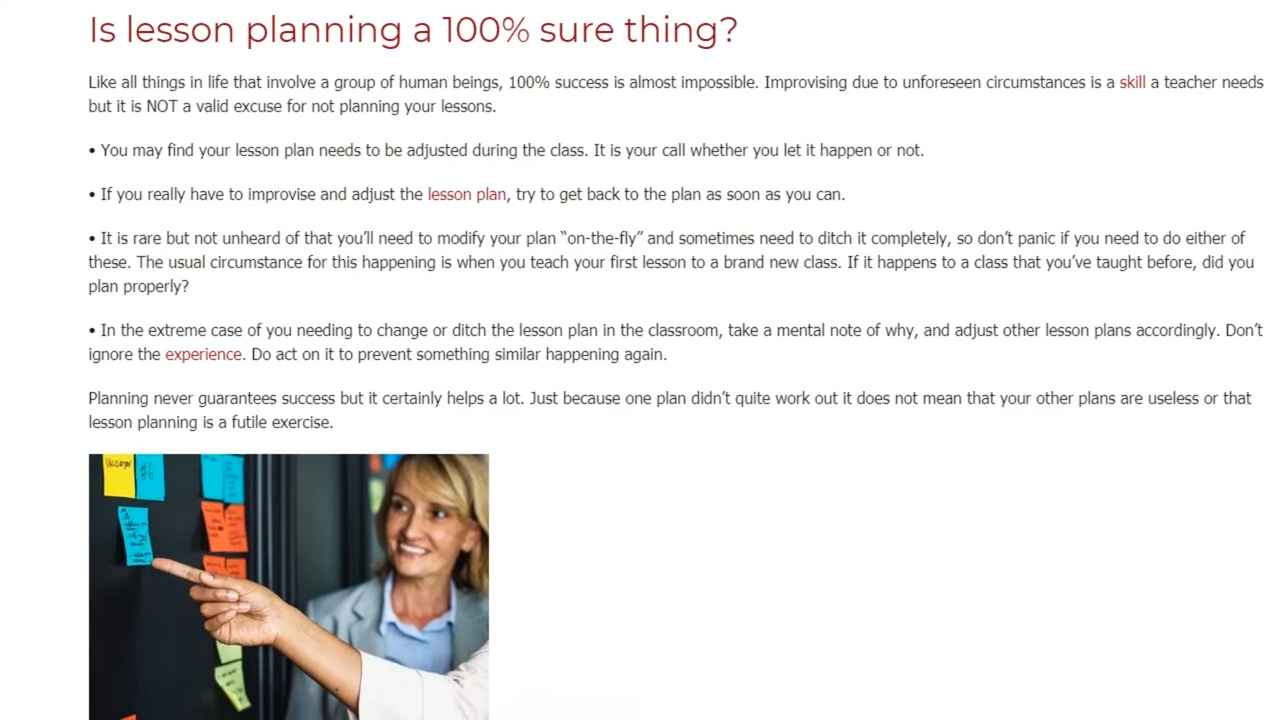 Is lesson planning a 100% sure thing?
Like all things in life that involve a group of human beings, 100% success is almost impossible. Improvising due to unforeseen circumstances is a skill a teacher needs
but it is NOT a valid excuse for not planning your lessons.
• You may find your lesson plan needs to be adjusted during the class. It is your call whether you let it happen or not.
• If you really have to improvise and adjust the lesson plan, try to get back to the plan as soon as you can.
• It is rare but not unheard of that you’ll need to modify your plan “on-the-fly” and sometimes need to ditch it completely, so don’t panic if you need to do either of
these. The usual circumstance for this happening is when you teach your first lesson to a brand new class. If it happens to a class that you’ve taught before, did you
plan properly?
• In the extreme case of you needing to change or ditch the lesson plan in the classroom, take a mental note of why, and adjust other lesson plans accordingly. Don’t
ignore the experience. Do act on it to prevent something similar happening again.
Planning never guarantees success but it certainly helps a lot. Just because one plan didn’t quite work out it does not mean that your other plans are useless or that
lesson planning is a futile exercise.